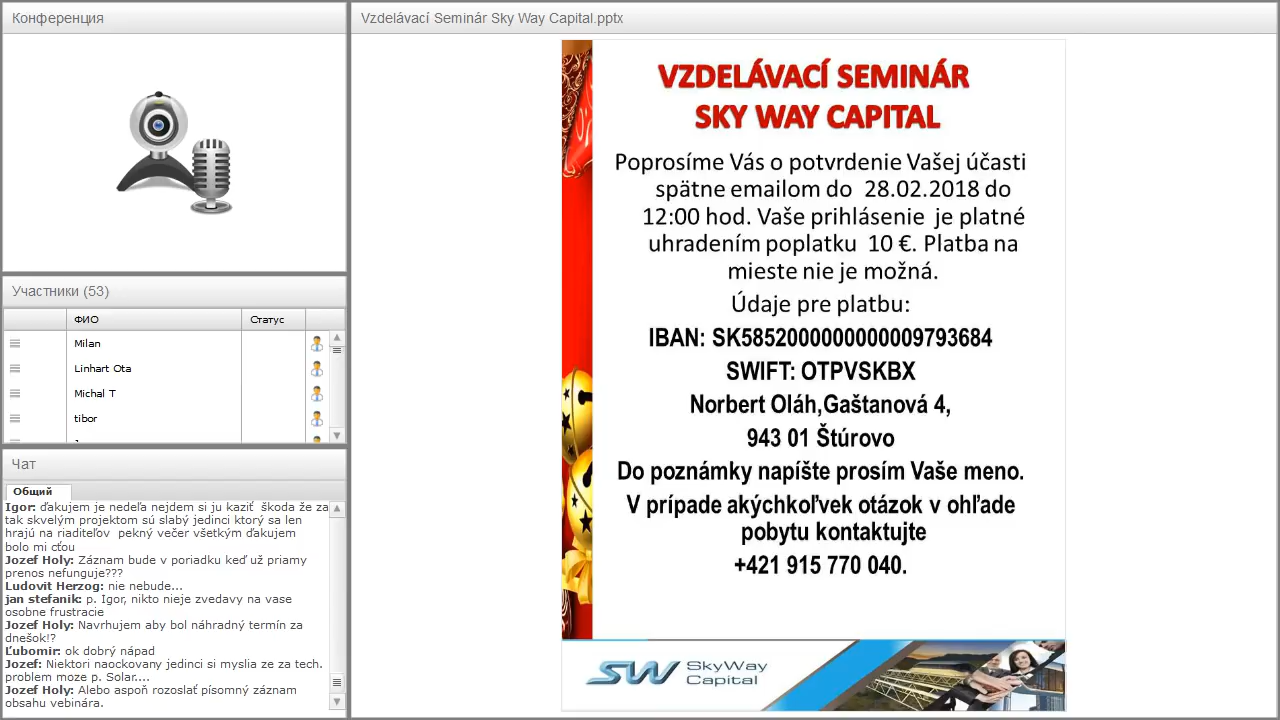 Конференция
Vzdelávací Seminár Sky Way Capital.pptx
Участники (53)
ФИО
Статус
Milan
Linhart Ota
Michal T
tibor
Чат
Общий
Igor: ďakujem je nedeľa nejdem si ju kaziť škoda že za
tak skvelým projektom sú slabý jedinci ktorý sa len
hrajú na riaditeľov pekný večer všetkým ďakujem
bolo mi cťou
Jozef Holy: Záznam bude v poriadku keď už priamy
prenos nefunguje???
Ludovit Herzog: nie nebude...
jan stefanik: p. Igor, nikto nieje zvedavy na vase
osobne frustracie
Jozef Holy: Navrhujem aby bol náhradný termín za
dnešok!?
Ľubomir: ok dobrý nápad
Jozef: Niektori naockovany jedinci si myslia ze za tech.
problem moze p. Solar....
Jozef Holy: Alebo aspoň rozoslať písomný záznam
obsahu vebinára.
VZDELÁVACÍ SEMINÁR
SKY WAY CAPITAL
Poprosíme Vás o potvrdenie Vašej účasti
spätne emailom do 28.02.2018 do
12:00 hod. Vaše prihlásenie je platné
uhradením poplatku 10 €. Platba na
mieste nie je možná.
Údaje pre platbu:
IBAN: SK5852000000000009793684
SWIFT: OTPVSKBX
Norbert Oláh,Gaštanová 4,
943 01 Štúrovo
Do poznámky napíšte prosím Vaše meno.
V prípade akýchkoľvek otázok v ohľade
pobytu kontaktujte
+421 915 770 040.
SW SkyWay
Capital